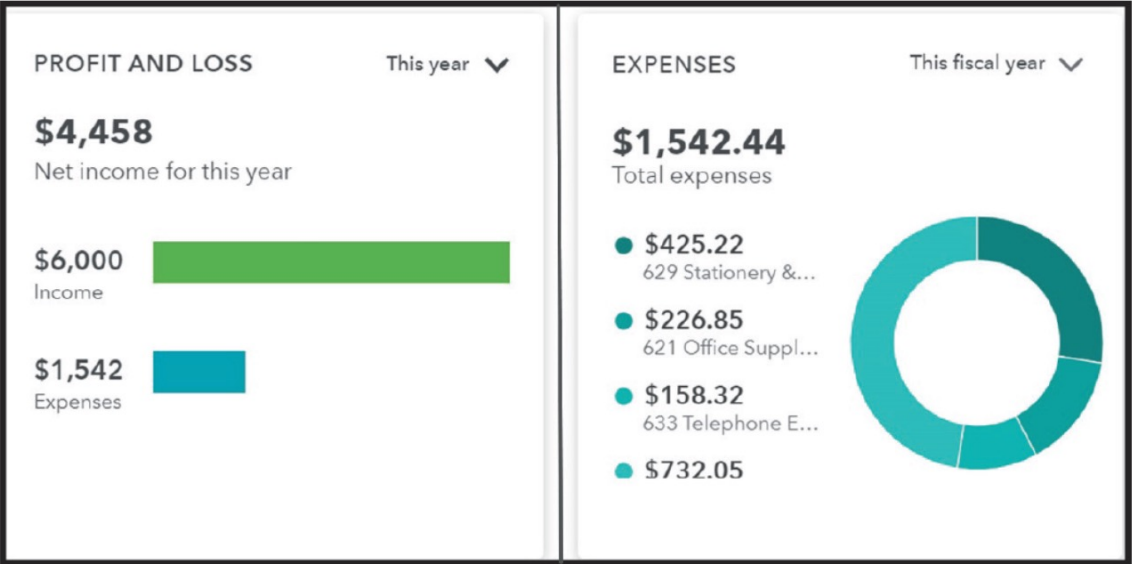 PROFIT AND LOSS
This year
$4,458
Net income for this year
$6,000
Income
$1,542
Expenses
EXPENSES
This fiscal year
$1,542.44
Total expenses
$425.22
629 Stationery &...
$226.85
621 Office Suppl...
$158.32
633 Telephone E...
$732.05